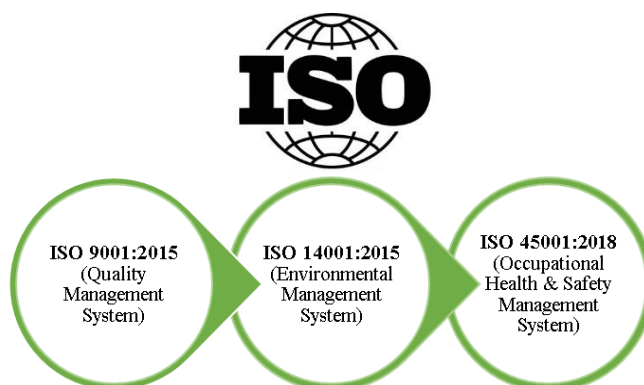 ISO
ISO 9001:2015
(Quality
Management
System)
ISO 14001:2015
(Environmental
Management
System)
ISO 45001:2018
(Occupational
Health & Safety
Management
System)